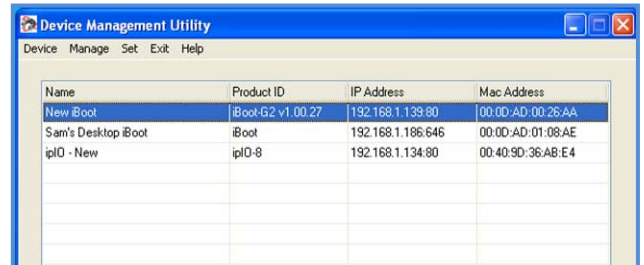 Device Management Utility
Device Manage Set Exit Help
Name Product ID IP Address Mac Address
New iBoot iBoot-G2 v1.00.27 192.168.1.139:80 00:0D:AD:00:26:AA
Sam's Desktop iBoot iBoot 192.168.1.186:646 00:0D:AD:01:08:AE
ipIO - New ipIO-8 192.168.1.134:80 00:40:9D:36:AB:E4